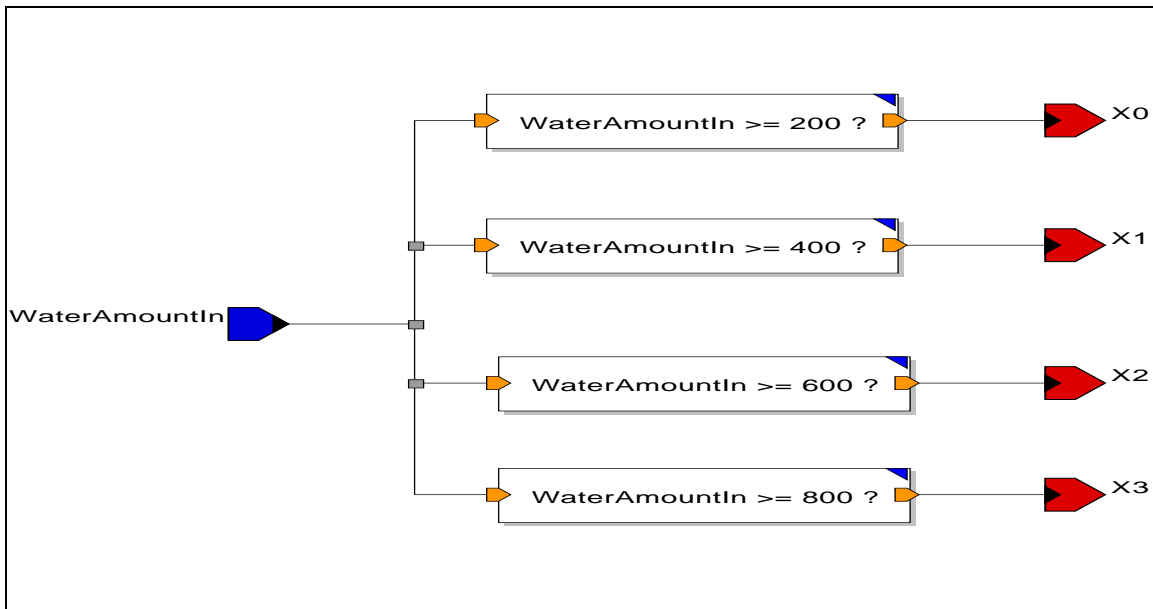 WaterAmountIn >= 200 ?
X0
WaterAmountIn >= 400 ?
X1
WaterAmountIn
WaterAmountIn >= 600 ?
X2
WaterAmountIn >= 800 ?
X3